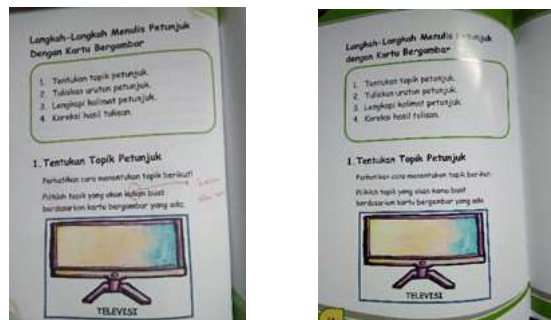 Langkah-Langkah Menulis Petunjuk
Dengan Kartu Bergambar
1. Tentukan topik petunjuk.
2. Tuliskan urutan petunjuk.
3. Lengkapi kalimat petunjuk.
4. Koreksi hasil tulisan.
1. Tentukan Topik Petunjuk
Perhatikan cara menentukan topik berikut!
Pilihlah topik yang akan kalian buat
berdasarkan kartu bergambar yang ada.
TELEVISI
Langkah-Langkah Menulis Petunjuk
dengan Kartu Bergambar
1. Tentukan topik petunjuk.
2. Tuliskan urutan petunjuk.
3. Lengkapi kalimat petunjuk.
4. Koreksi hasil tulisan.
1. Tentukan Topik Petunjuk
Perhatikan cara menentukan topik berikut!
Pilihlah topik yang akan kamu buat
berdasarkan kartu bergambar yang ada.
TELEVISI